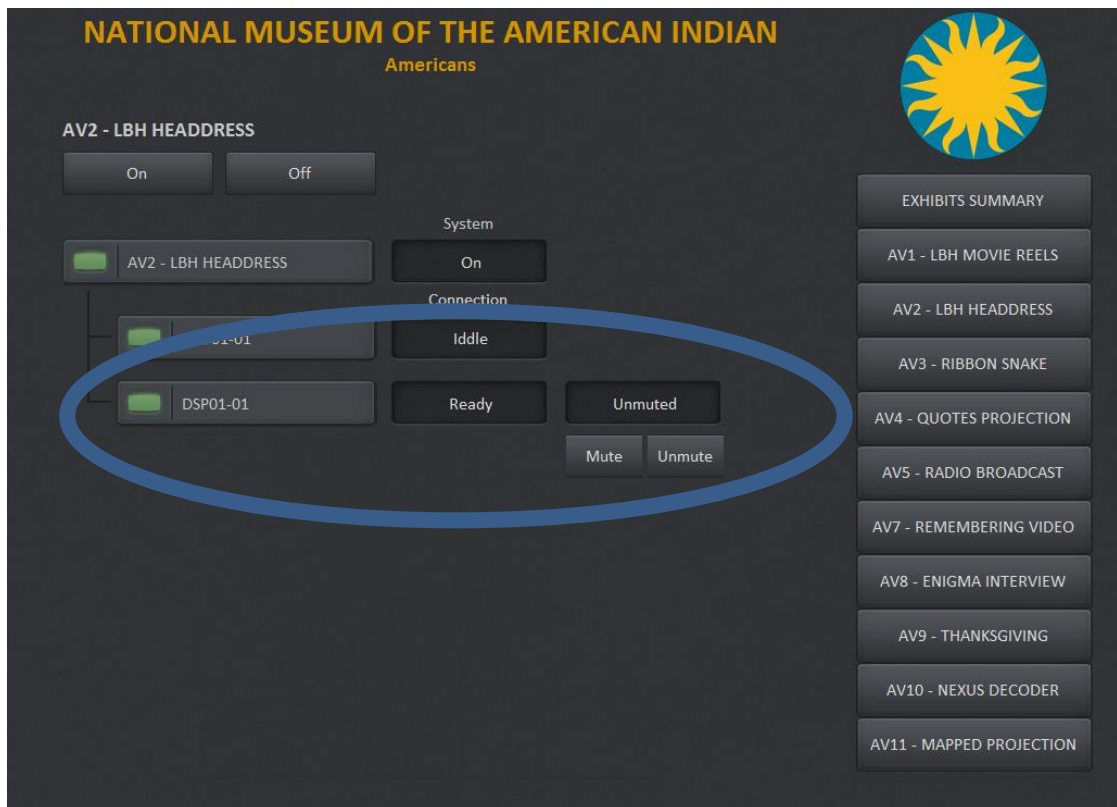 NATIONAL MUSEUM OF THE AMERICAN INDIAN
Americans
AV2 - LBH HEADDRESS
On
Off
System
AV2 - LBH HEADDRESS
On
Connection
Iddle
DSP01-01
Ready
Unmuted
Mute
Unmute
EXHIBITS SUMMARY
AV1 - LBH MOVIE REELS
AV2 - LBH HEADDRESS
AV3 - RIBBON SNAKE
AV4 - QUOTES PROJECTION
AV5 - RADIO BROADCAST
AV7 - REMEMBERING VIDEO
AV8 - ENIGMA INTERVIEW
AV9 - THANKSGIVING
AV10 - NEXUS DECODER
AV11 - MAPPED PROJECTION